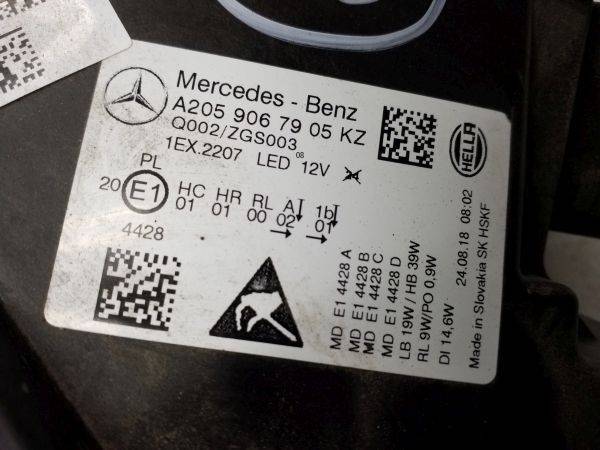 Mercedes - Benz
A205 906 79 05 KZ
Q002/ZGS003
1EX.2207 LED 08 12V
HELLA
PL
20 E1 HC HR RL A 1b
01 01 00 02 01
4428
MD E1 4428 A
MD E1 4428 B
MD E1 4428 C
MD E1 4428 D
LB 19W / HB 39W
RL 9W/PO 0,9W
DI 14,6W
24.08.18 08:02
Made in Slovakia SK HSKF